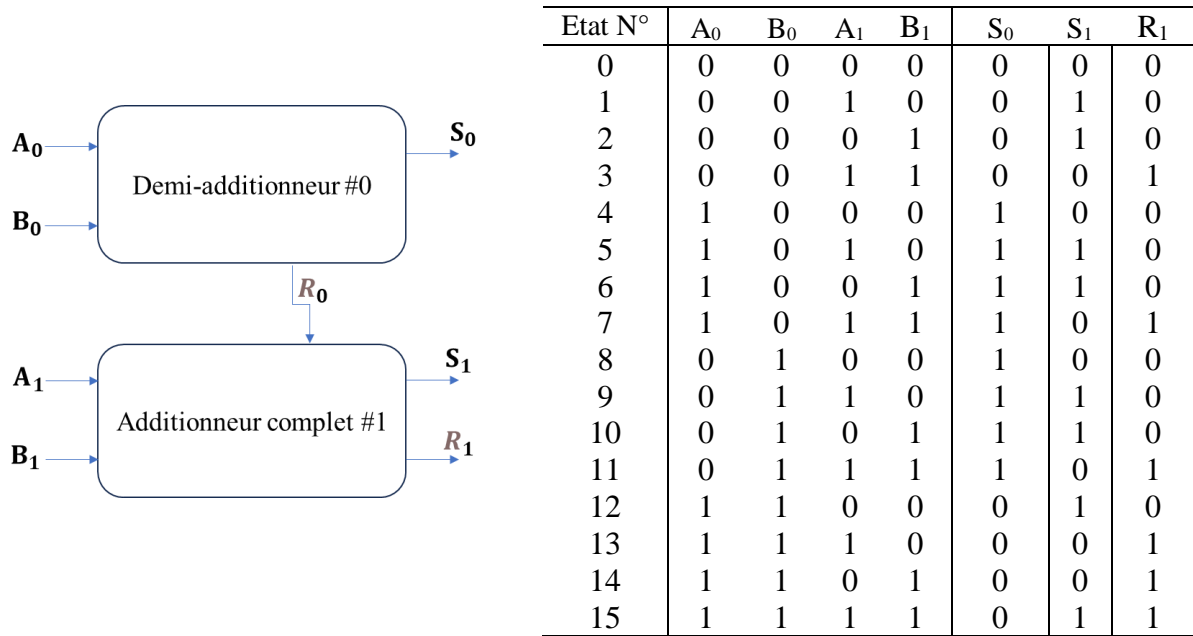 A₀
B₀
Demi-additionneur #0
S₀
R₀
A₁
B₁
Additionneur complet #1
S₁
R₁
Etat N° A₀ B₀ A₁ B₁ S₀ S₁ R₁
0 0 0 0 0 0 0 0
1 0 0 1 0 0 1 0
2 0 0 0 1 0 1 0
3 0 0 1 1 0 0 1
4 1 0 0 0 1 0 0
5 1 0 1 0 1 1 0
6 1 0 0 1 1 1 0
7 1 0 1 1 1 0 1
8 0 1 0 0 1 0 0
9 0 1 1 0 1 1 0
10 0 1 0 1 1 1 0
11 0 1 1 1 1 0 1
12 1 1 0 0 0 1 0
13 1 1 1 0 0 0 1
14 1 1 0 1 0 0 1
15 1 1 1 1 0 1 1